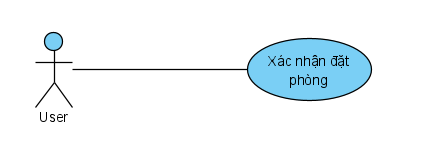 Xác nhận đặt
phòng
User